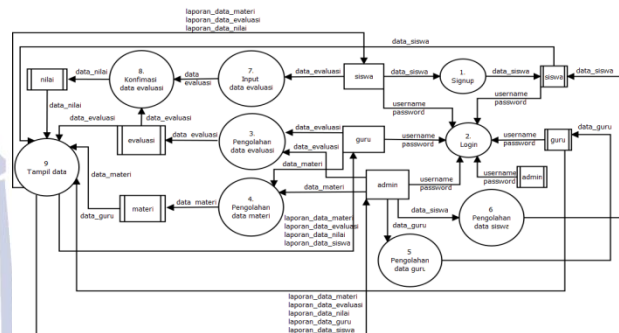 laporan_data_materi
laporan_data_evaluasi
laporan_data_nilai
data_siswa
nilai
data_nilai
8.
Konfirmasi
data evaluasi
data
evaluasi
7.
Input
data evaluasi
data_evaluasi
siswa
data_siswa
1.
Signup
data_siswa
siswa
data_siswa
data_nilai
data_evaluasi
data_evaluasi
username
password
username
password
evaluasi
data evaluasi
3.
Pengolahan
data evaluasi
data_evaluasi
data_evaluasi
guru
username
password
2.
Login
username
password
guru
data_guru
9
Tampil data
data_materi
data_materi
data_materi
admin
username
password
username
password
admin
data_guru
materi
data_materi
4.
Pengolahan
data materi
laporan_data_materi
laporan_data_evaluasi
laporan_data_nilai
laporan_data_siswa
data_siswa
6
Pengolahan
data siswa
data_guru
5
Pengolahan
data guru
laporan_data_materi
laporan_data_evaluasi
laporan_data_nilai
laporan_data_guru
laporan_data_siswa